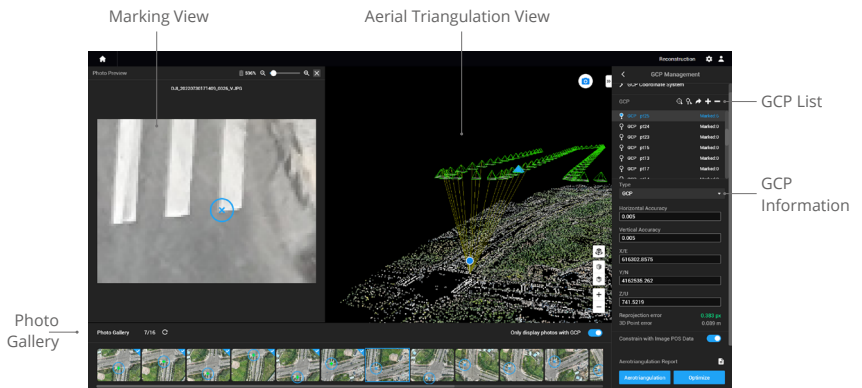 Marking View
Aerial Triangulation View
Reconstruction
Photo Preview
GCP Management
GCP Coordinate System
GCP
GCP List
GCP pt24 Marked:0
GCP pt23 Marked:0
GCP pt15 Marked:0
GCP pt13 Marked:0
GCP pt17 Marked:0
Type
GCP
GCP
Information
Horizontal Accuracy
0.005
Vertical Accuracy
0.005
X/E
616302.8575
Y/N
4162535.262
Z/U
741.5219
Reprojection error 0.383 px
3D-Point error 0.039 m
Constrain with Image POS Data
Photo
Gallery
Photo Gallery 7/16
Only display photos with GCP
Aerotriangulation Report
Aerotriangulation
Optimize